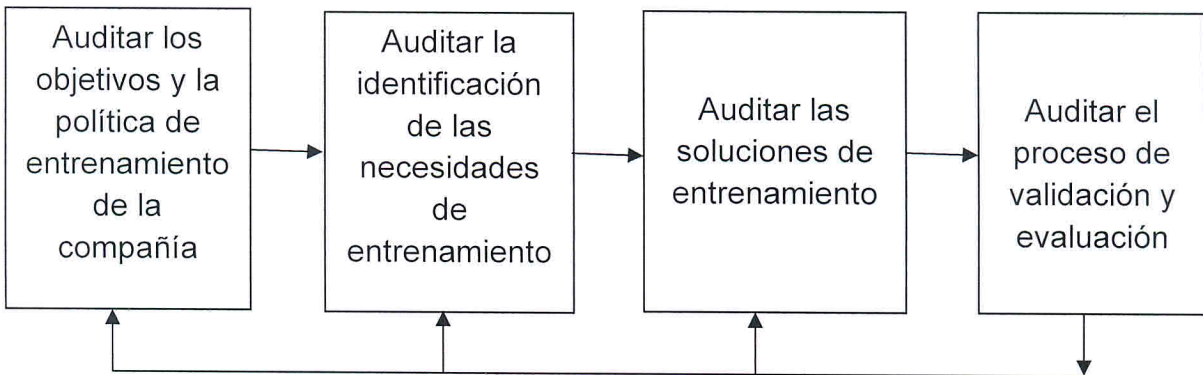 Auditar los
objetivos y la
política de
entrenamiento
de la
compañía
Auditar la
identificación
de las
necesidades
de
entrenamiento
Auditar las
soluciones de
entrenamiento
Auditar el
proceso de
validación y
evaluación